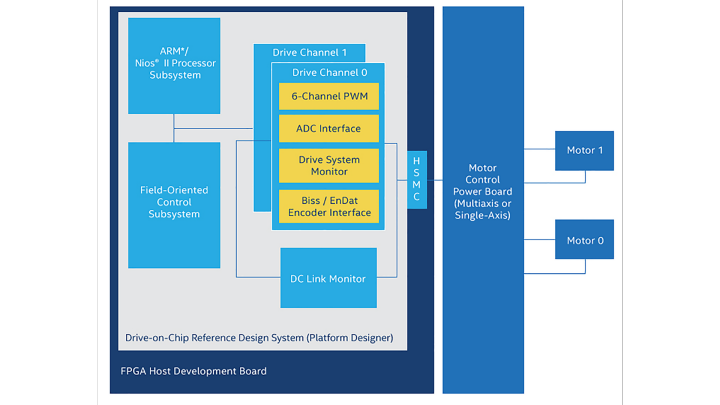 ARM*/
Nios® II Processor
Subsystem
Field-Oriented
Control
Subsystem
Drive Channel 1
Drive Channel 0
6-Channel PWM
ADC Interface
Drive System
Monitor
Biss / EnDat
Encoder Interface
DC Link Monitor
H
S
M
C
Motor
Control
Power Board
(Multiaxis or
Single-Axis)
Motor 1
Motor 0
Drive-on-Chip Reference Design System (Platform Designer)
FPGA Host Development Board